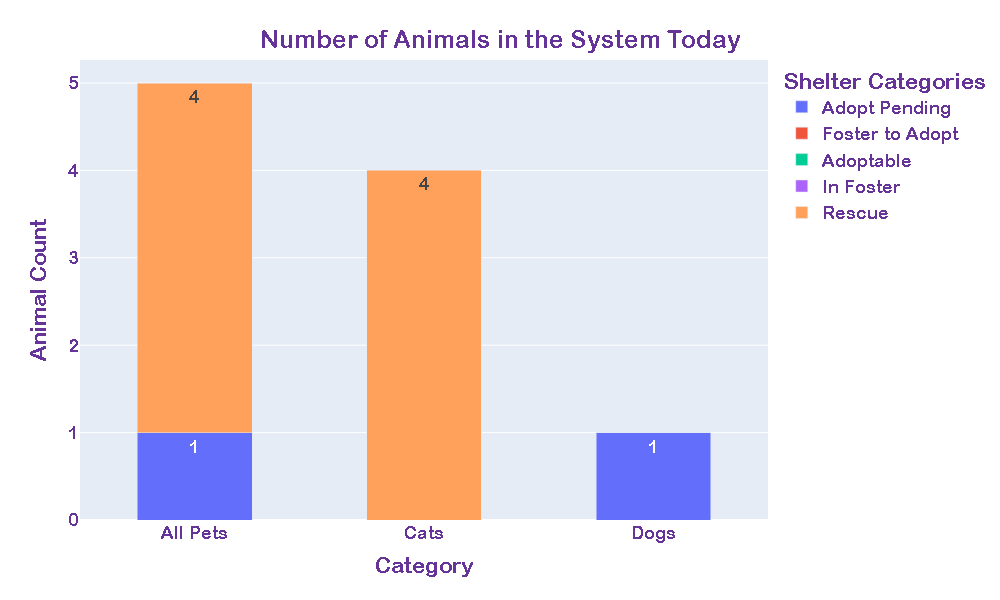 Number of Animals in the System Today
Shelter Categories
Adopt Pending
Foster to Adopt
Adoptable
In Foster
Rescue
Animal Count
5
4
3
2
1
0
4
1
4
1
All Pets
Cats
Dogs
Category